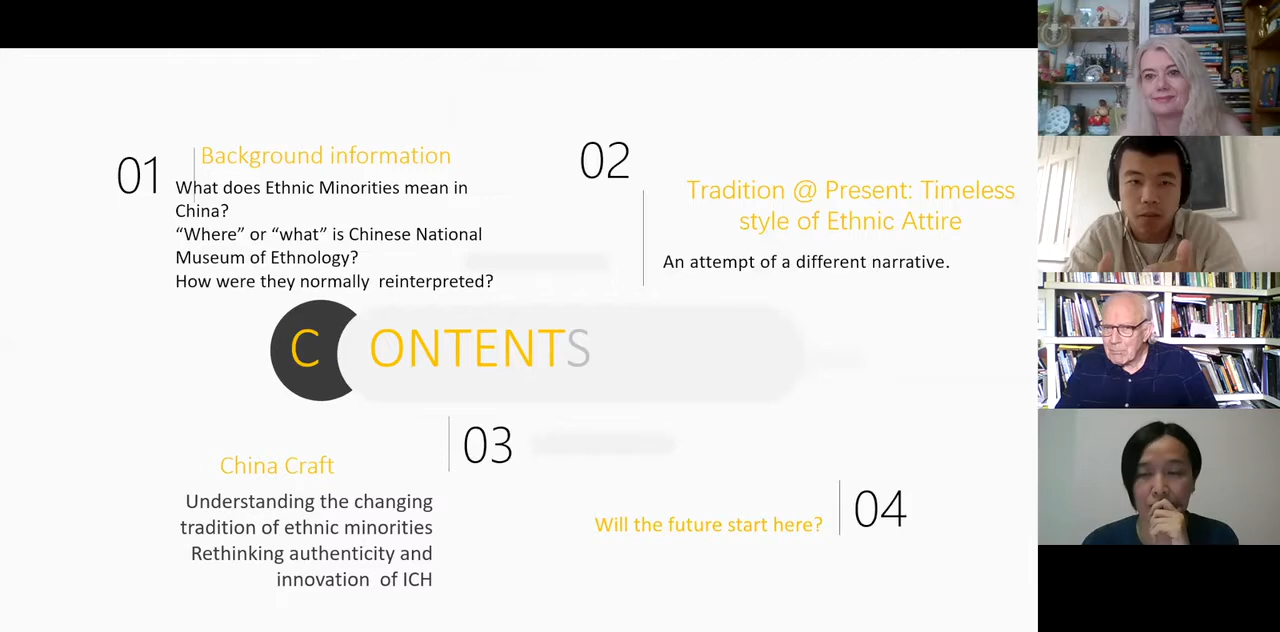 01
Background information
What does Ethnic Minorities mean in
China?
“Where” or “what” is Chinese National
Museum of Ethnology?
How were they normally reinterpreted?
02
Tradition @ Present: Timeless
style of Ethnic Attire
An attempt of a different narrative.
CONTENTS
03
China Craft
Understanding the changing
tradition of ethnic minorities
Rethinking authenticity and
innovation of ICH
Will the future start here?
04